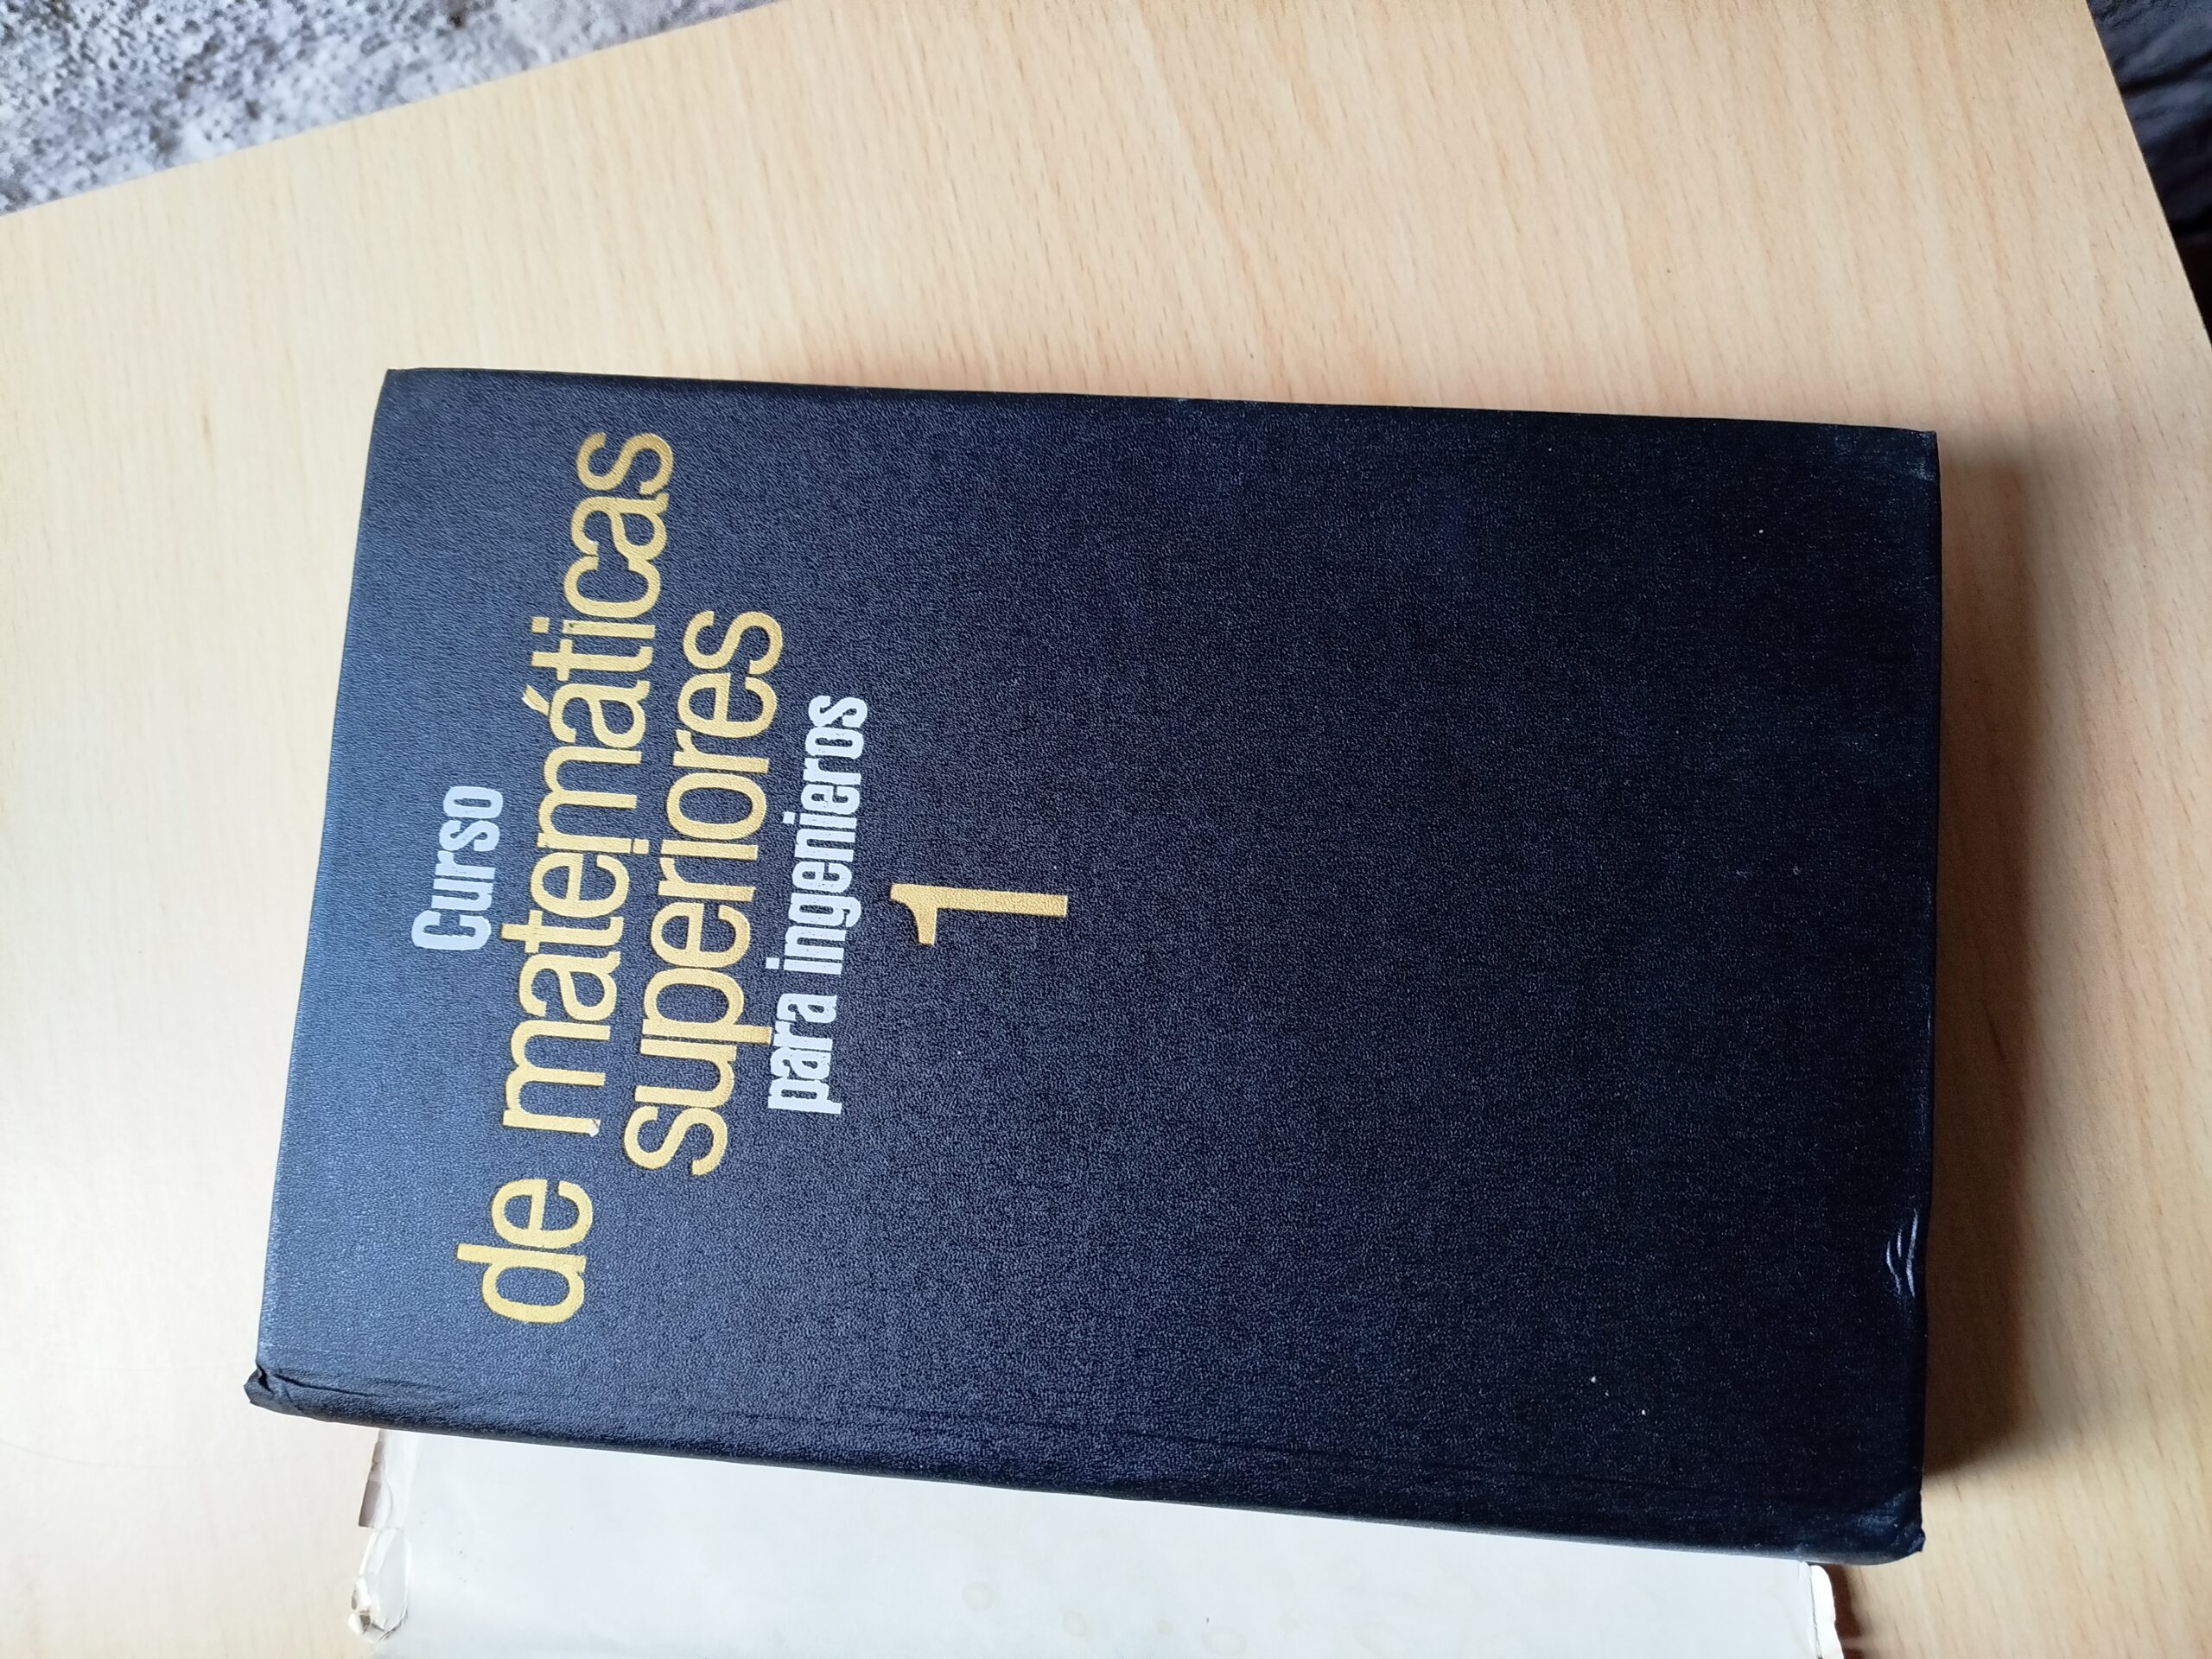 Curso
de matemáticas
superiores
para ingenieros
1